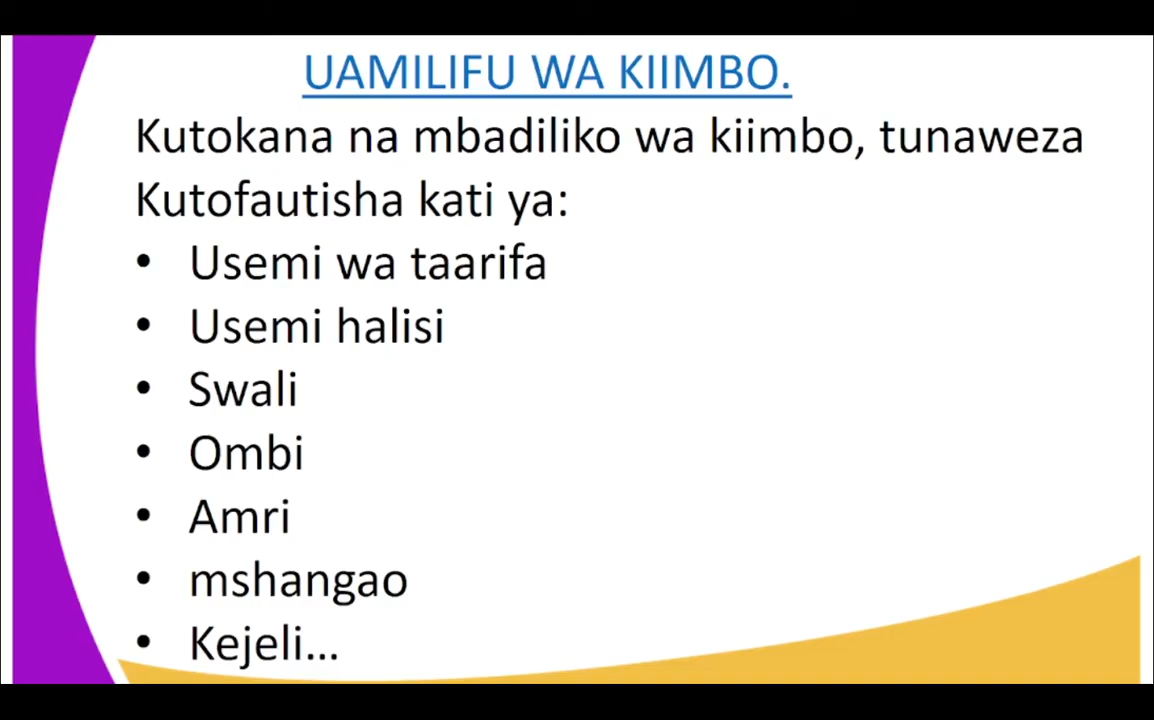 UAMILIFU WA KIIMBO.
Kutokana na mbadiliko wa kiimbo, tunaweza
Kutofautisha kati ya:
• Usemi wa taarifa
• Usemi halisi
• Swali
• Ombi
• Amri
• mshangao
• Kejeli...